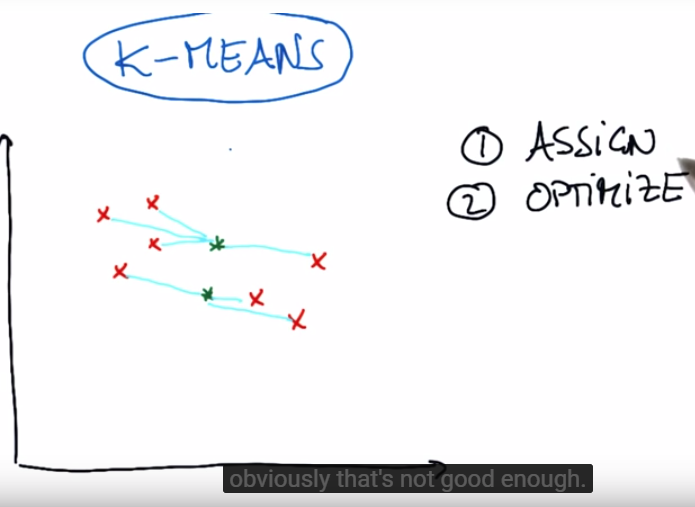 K-MEANS
① ASSiGN
② OPTiMiZE
obviously that's not good enough.